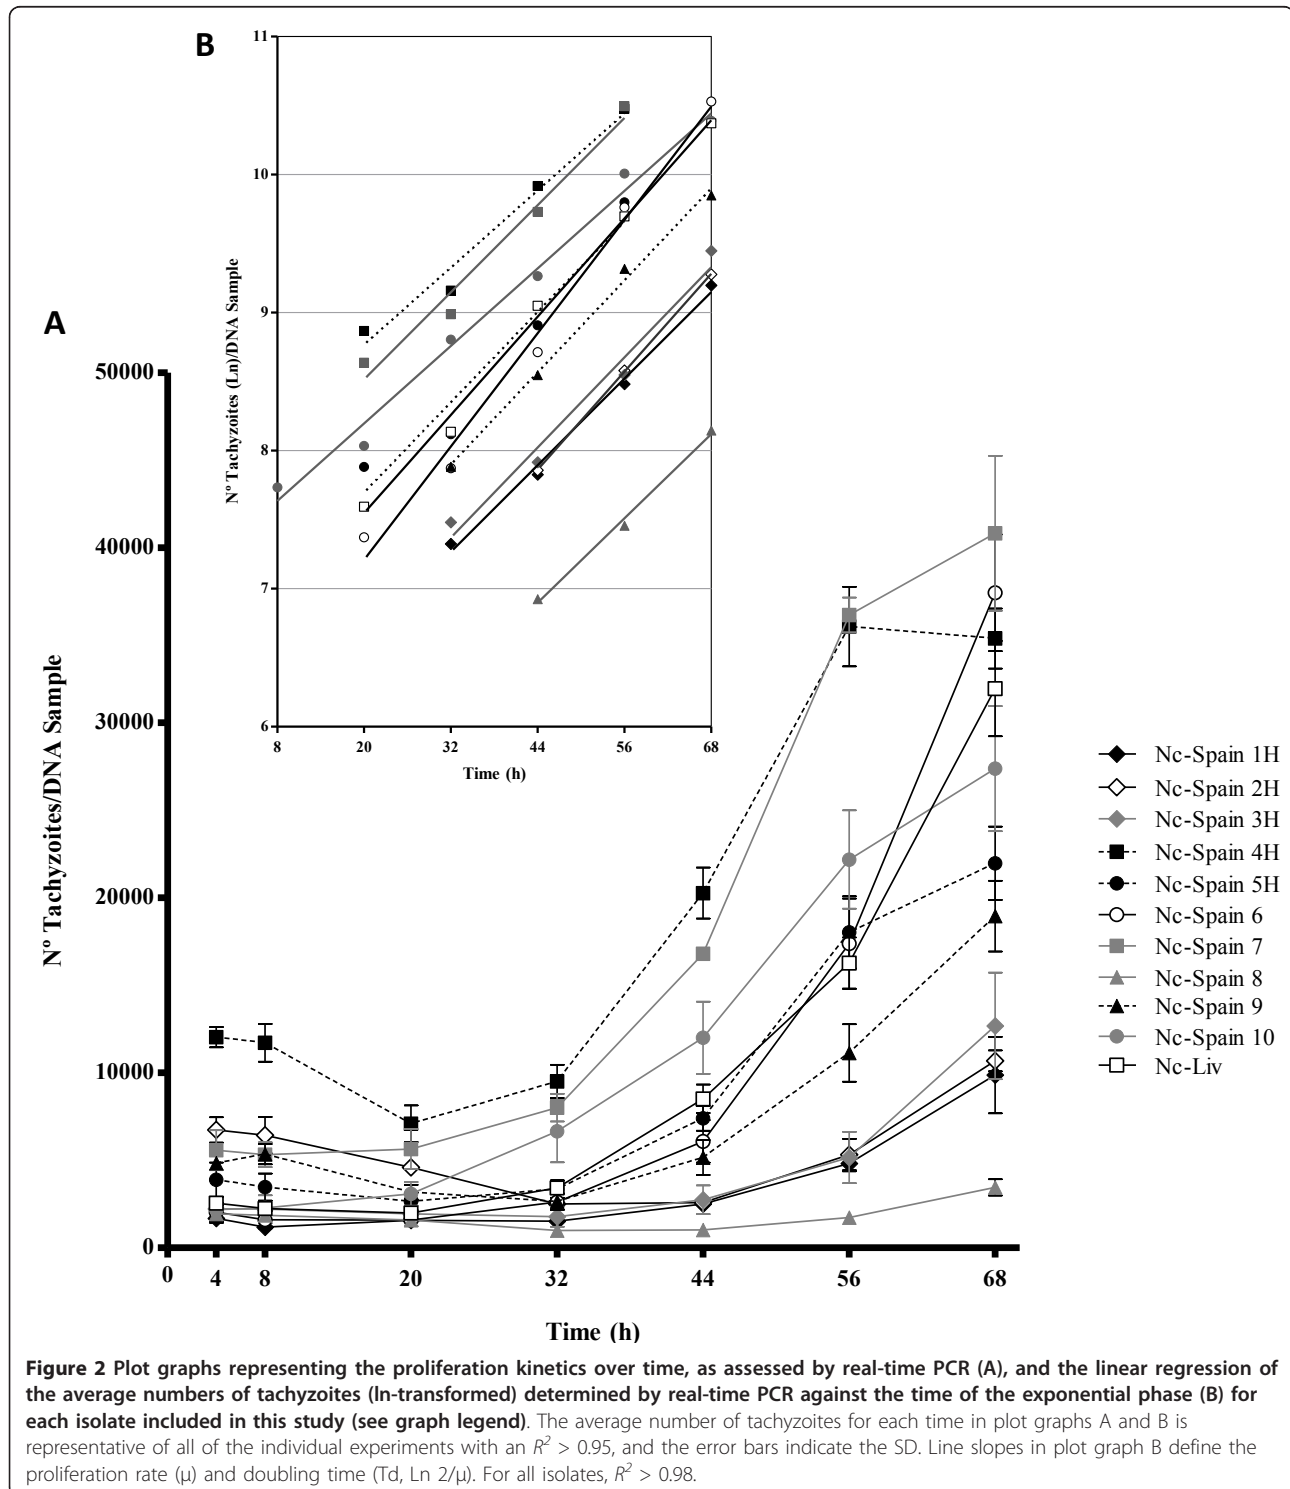 B
11
10
9
8
7
6
Nº Tachyzoites (Ln)/DNA Sample
8 20 32 44 56 68
Time (h)
A
50000
40000
30000
20000
10000
0
Nº Tachyzoites/DNA Sample
0 4 8 20 32 44 56 68
Time (h)
Nc-Spain 1H
Nc-Spain 2H
Nc-Spain 3H
Nc-Spain 4H
Nc-Spain 5H
Nc-Spain 6
Nc-Spain 7
Nc-Spain 8
Nc-Spain 9
Nc-Spain 10
Nc-Liv
Figure 2 Plot graphs representing the proliferation kinetics over time, as assessed by real-time PCR (A), and the linear regression of
the average numbers of tachyzoites (ln-transformed) determined by real-time PCR against the time of the exponential phase (B) for
each isolate included in this study (see graph legend). The average number of tachyzoites for each time in plot graphs A and B is
representative of all of the individual experiments with an R² > 0.95, and the error bars indicate the SD. Line slopes in plot graph B define the
proliferation rate (μ) and doubling time (Td, Ln 2/μ). For all isolates, R² > 0.98.